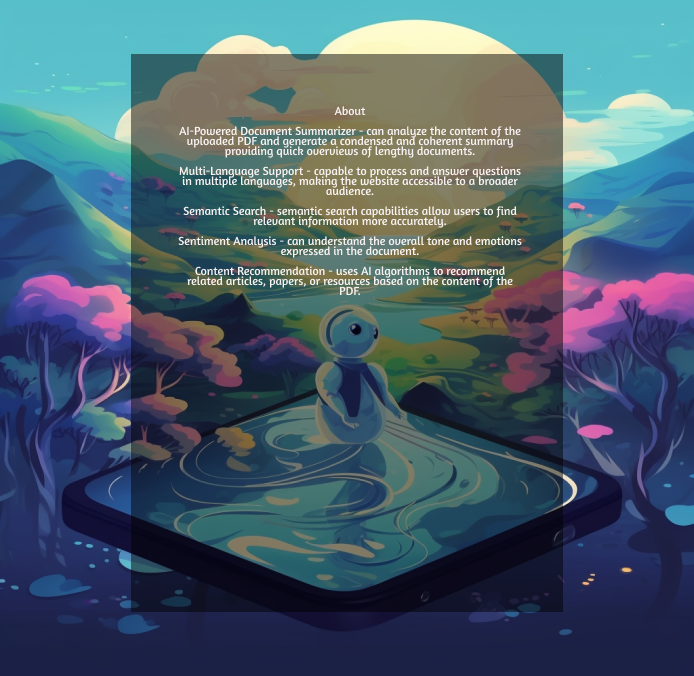 About
AI-Powered Document Summarizer - can analyze the content of the
uploaded PDF and generate a condensed and coherent summary
providing quick overviews of lengthy documents.
Multi-Language Support - capable to process and answer questions
in multiple languages, making the website accessible to a broader
audience.
Semantic Search - semantic search capabilities allow users to find
relevant information more accurately.
Sentiment Analysis - can understand the overall tone and emotions
expressed in the document.
Content Recommendation - uses AI algorithms to recommend
related articles, papers, or resources based on the content of the
PDF.